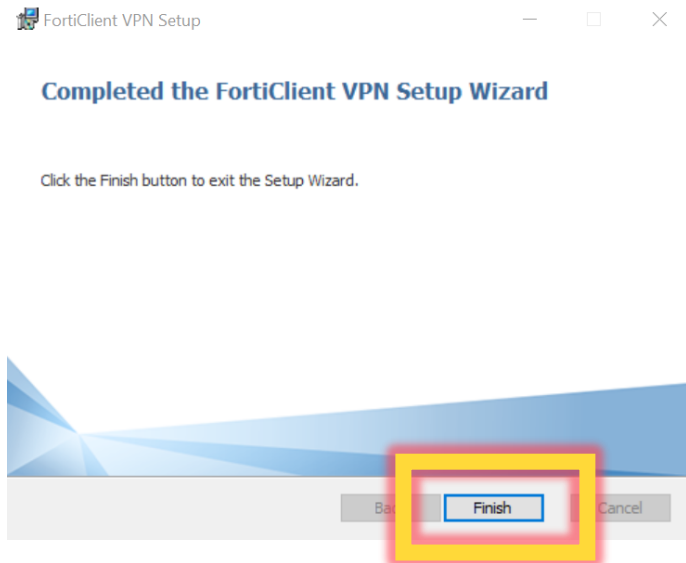 FortiClient VPN Setup
Completed the FortiClient VPN Setup Wizard
Click the Finish button to exit the Setup Wizard.
Finish
Cancel